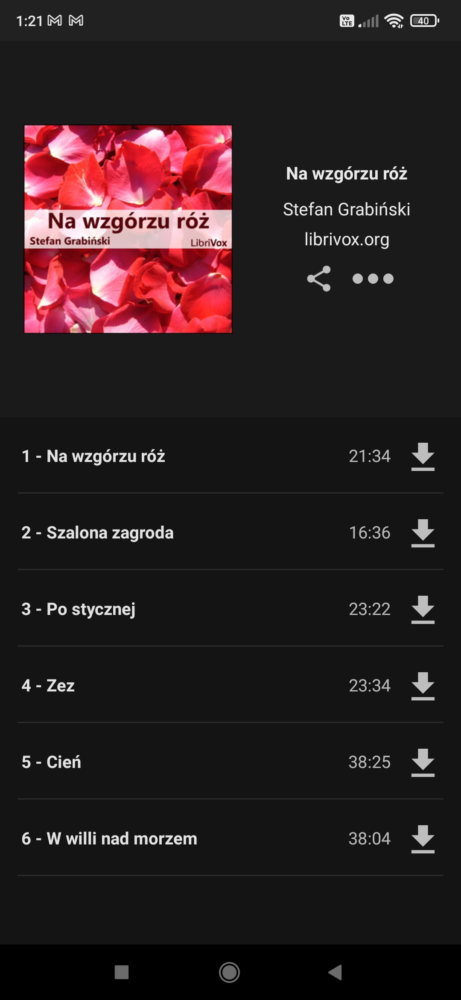 1:21
Vo LTE
40
Na wzgórzu róż
Stefan Grabiński LibriVox
Na wzgórzu róż
Stefan Grabiński
librivox.org
1 - Na wzgórzu róż 21:34
2 - Szalona zagroda 16:36
3 - Po stycznej 23:22
4 - Zez 23:34
5 - Cień 38:25
6 - W willi nad morzem 38:04